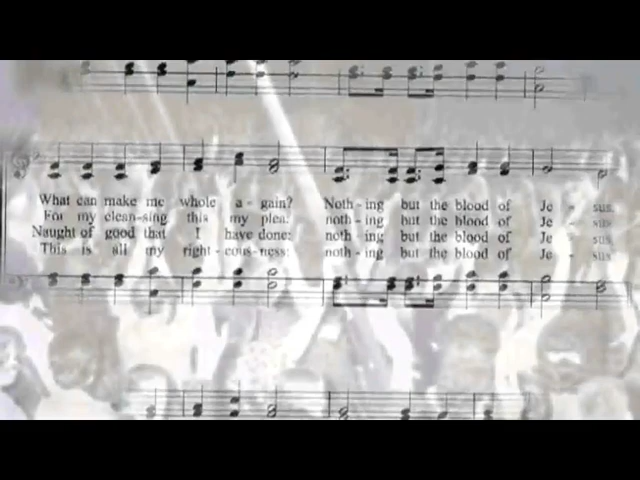 What can make me whole a - gain? Noth - ing but the blood of Je - sus.
For my clean-sing this my plea: noth - ing but the blood of Je - sus.
Naught of good that I have done: noth - ing but the blood of Je - sus.
This is all my right - eous - ness: noth - ing but the blood of Je - sus.